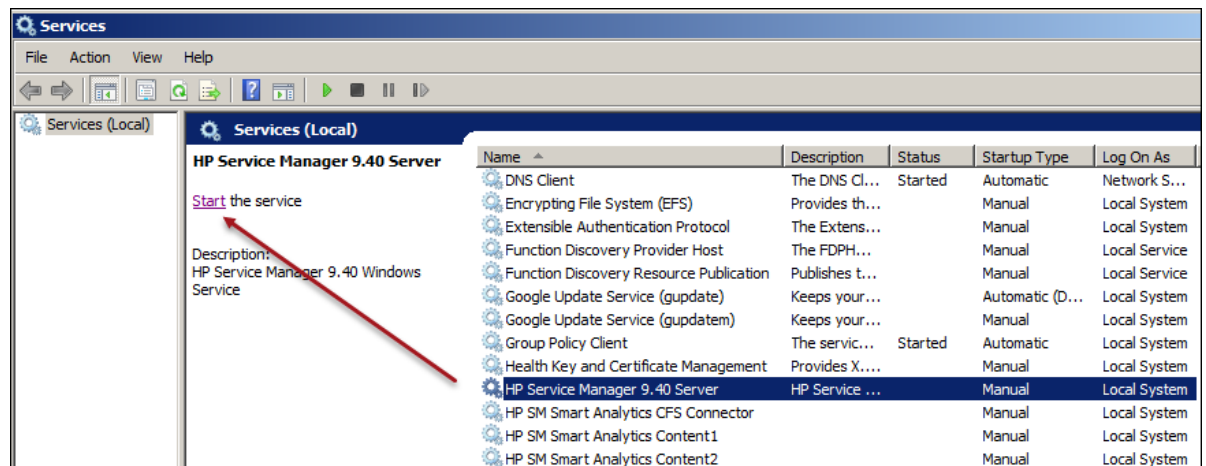 Services
File Action View Help
Services (Local)
Services (Local)
HP Service Manager 9.40 Server
Start the service
Description:
HP Service Manager 9.40 Windows
Service
Name Description Status Startup Type Log On As
DNS Client The DNS Cl... Started Automatic Network S...
Encrypting File System (EFS) Provides th... Manual Local System
Extensible Authentication Protocol The Extens... Manual Local System
Function Discovery Provider Host The FDPH... Manual Local Service
Function Discovery Resource Publication Publishes t... Manual Local Service
Google Update Service (gupdate) Keeps your... Automatic (D... Local System
Google Update Service (gupdatem) Keeps your... Manual Local System
Group Policy Client The servic... Started Automatic Local System
Health Key and Certificate Management Provides X.... Manual Local System
HP Service Manager 9.40 Server HP Service ... Manual Local System
HP SM Smart Analytics CFS Connector Manual Local System
HP SM Smart Analytics Content1 Manual Local System
HP SM Smart Analytics Content2 Manual Local System